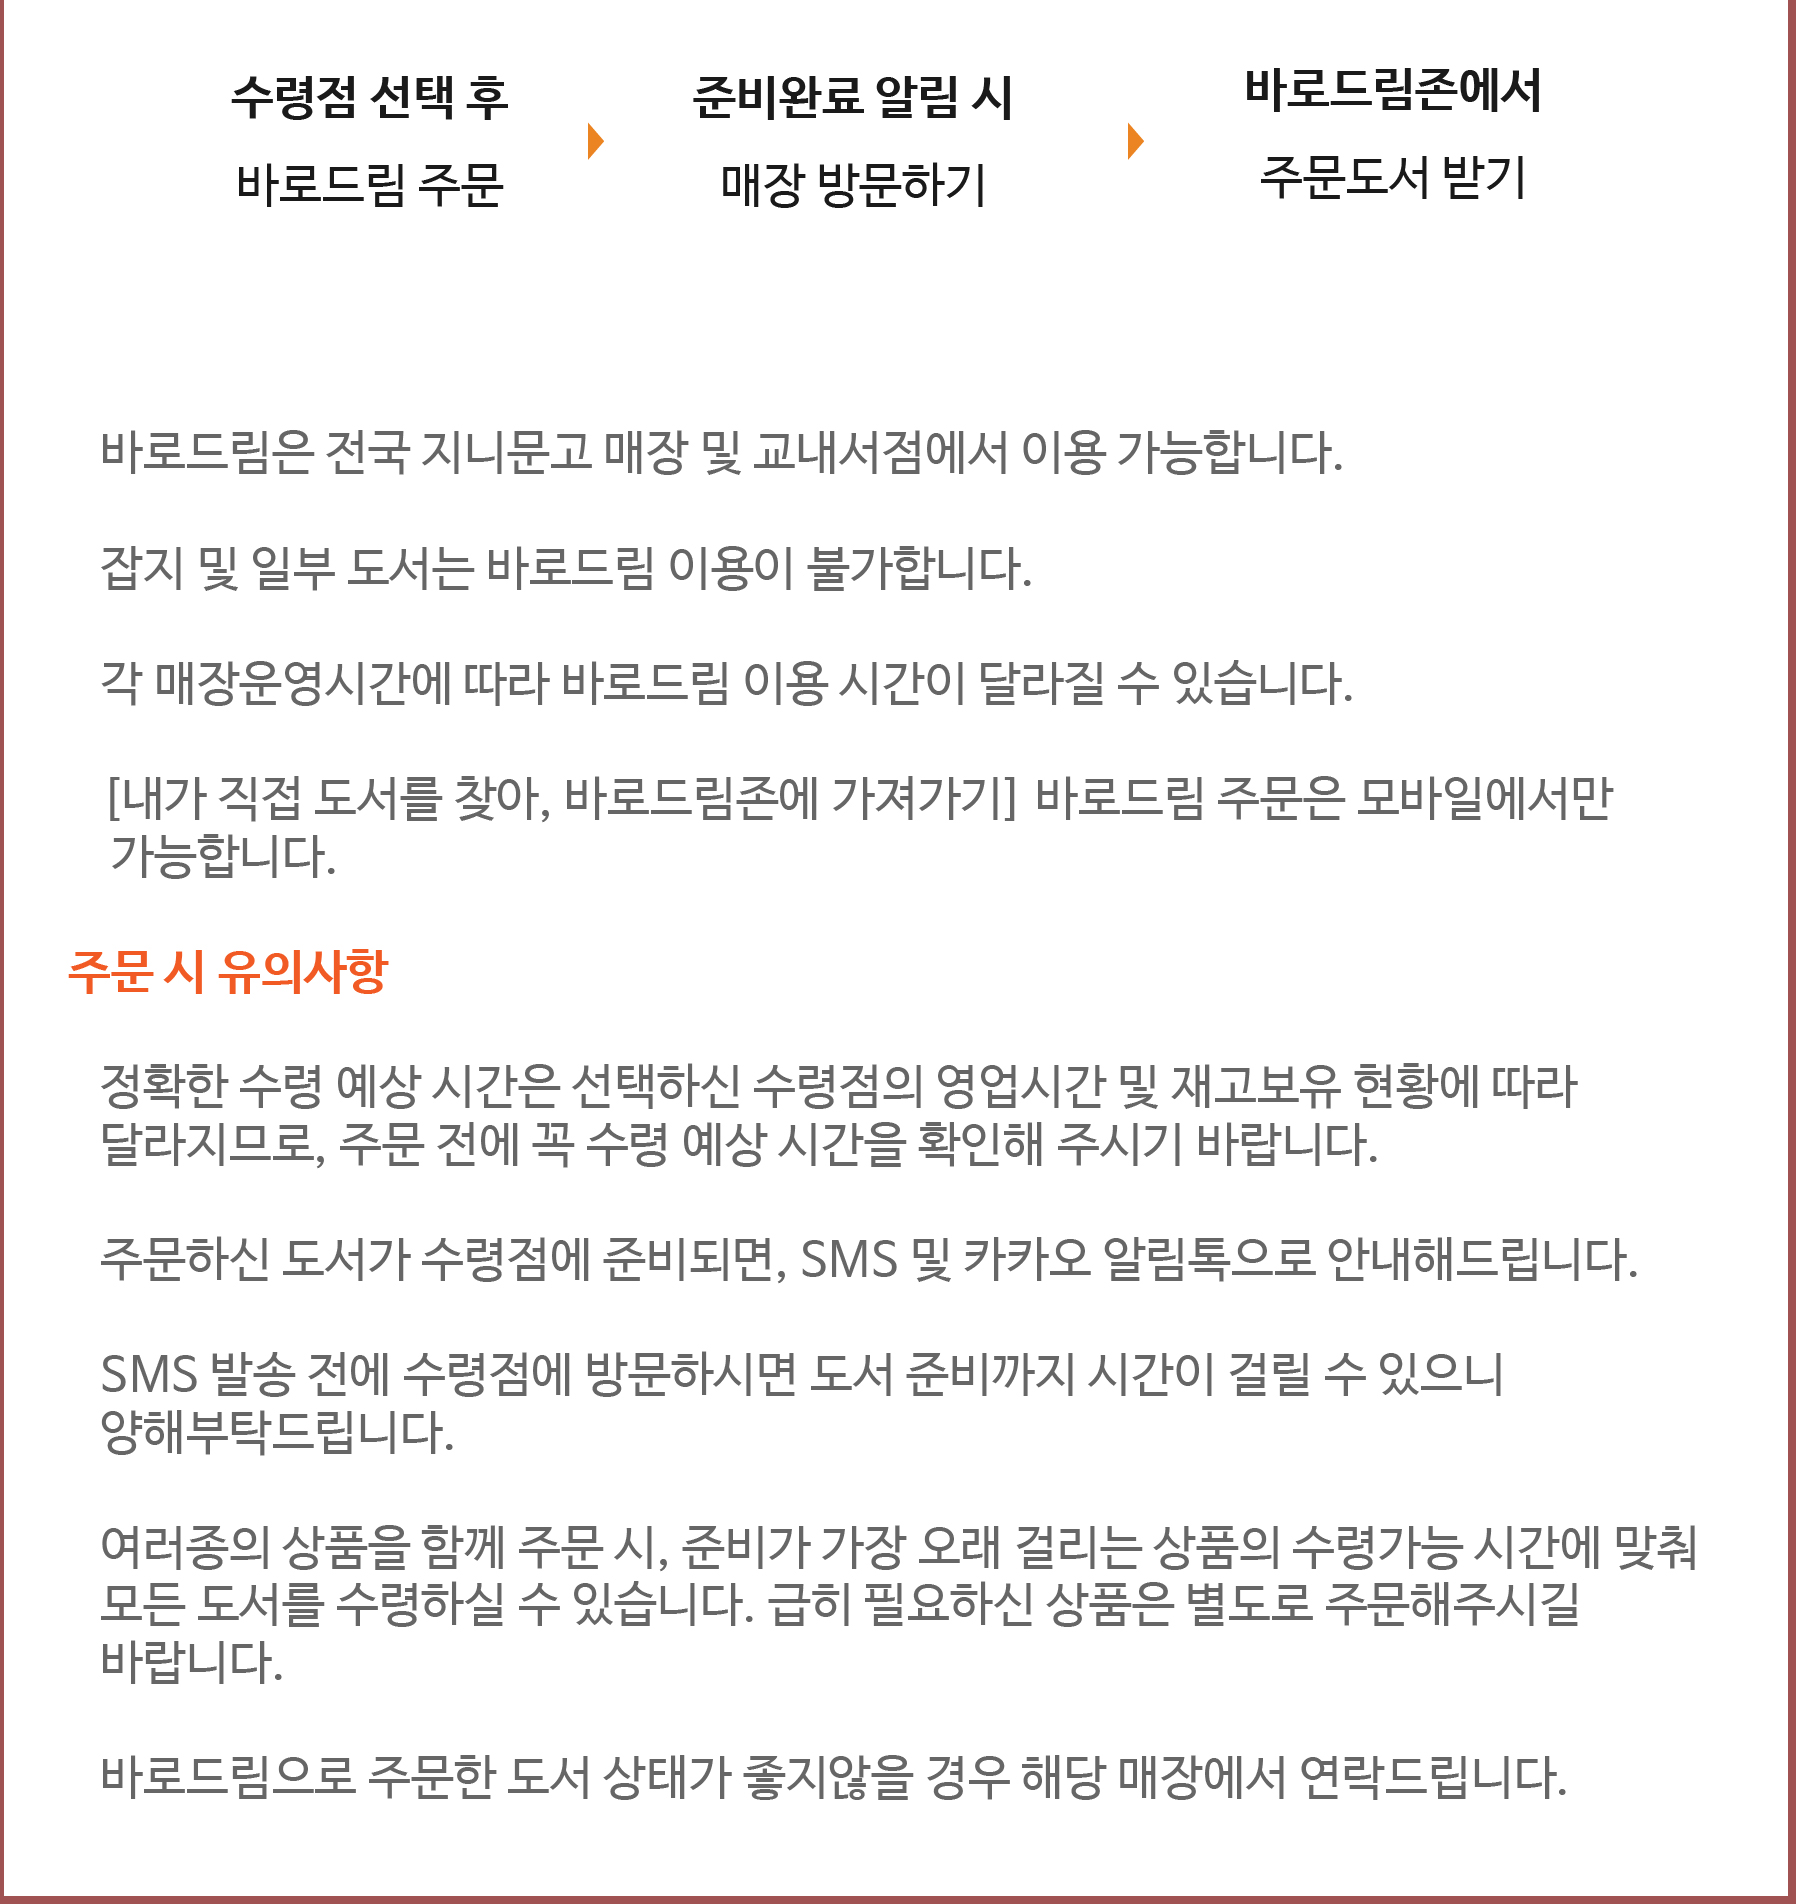 수령점 선택 후
바로드림 주문
준비완료 알림 시
매장 방문하기
바로드림존에서
주문도서 받기
바로드림은 전국 지니문고 매장 및 교내서점에서 이용 가능합니다.
잡지 및 일부 도서는 바로드림 이용이 불가합니다.
각 매장운영시간에 따라 바로드림 이용 시간이 달라질 수 있습니다.
[내가 직접 도서를 찾아, 바로드림존에 가져가기] 바로드림 주문은 모바일에서만
가능합니다.
주문 시 유의사항
정확한 수령 예상 시간은 선택하신 수령점의 영업시간 및 재고보유 현황에 따라
달라지므로, 주문 전에 꼭 수령 예상 시간을 확인해 주시기 바랍니다.
주문하신 도서가 수령점에 준비되면, SMS 및 카카오 알림톡으로 안내해드립니다.
SMS 발송 전에 수령점에 방문하시면 도서 준비까지 시간이 걸릴 수 있으니
양해부탁드립니다.
여러종의 상품을 함께 주문 시, 준비가 가장 오래 걸리는 상품의 수령가능 시간에 맞춰
모든 도서를 수령하실 수 있습니다. 급히 필요하신 상품은 별도로 주문해주시길
바랍니다.
바로드림으로 주문한 도서 상태가 좋지않을 경우 해당 매장에서 연락드립니다.